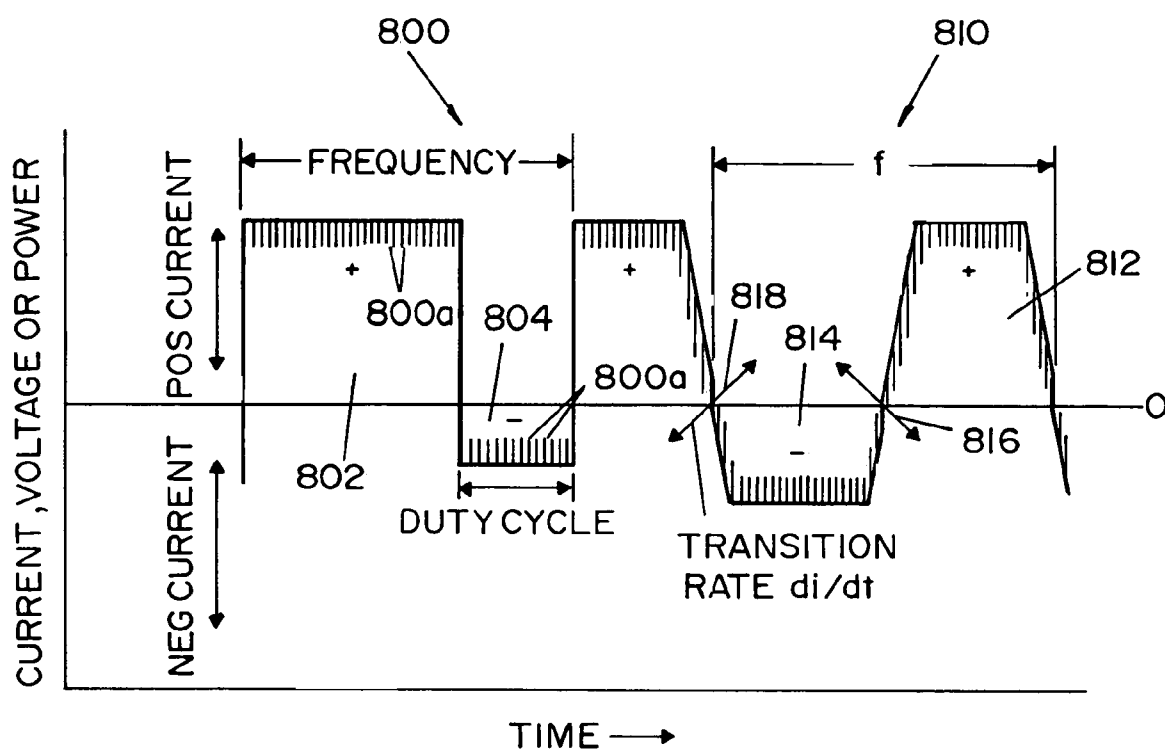 800
810
FREQUENCY
f
CURRENT, VOLTAGE OR POWER
POS CURRENT
NEG CURRENT
+
+
+
800a
804
818
814
812
800a
-
-
802
816
0
DUTY CYCLE
TRANSITION
RATE di/dt
TIME →